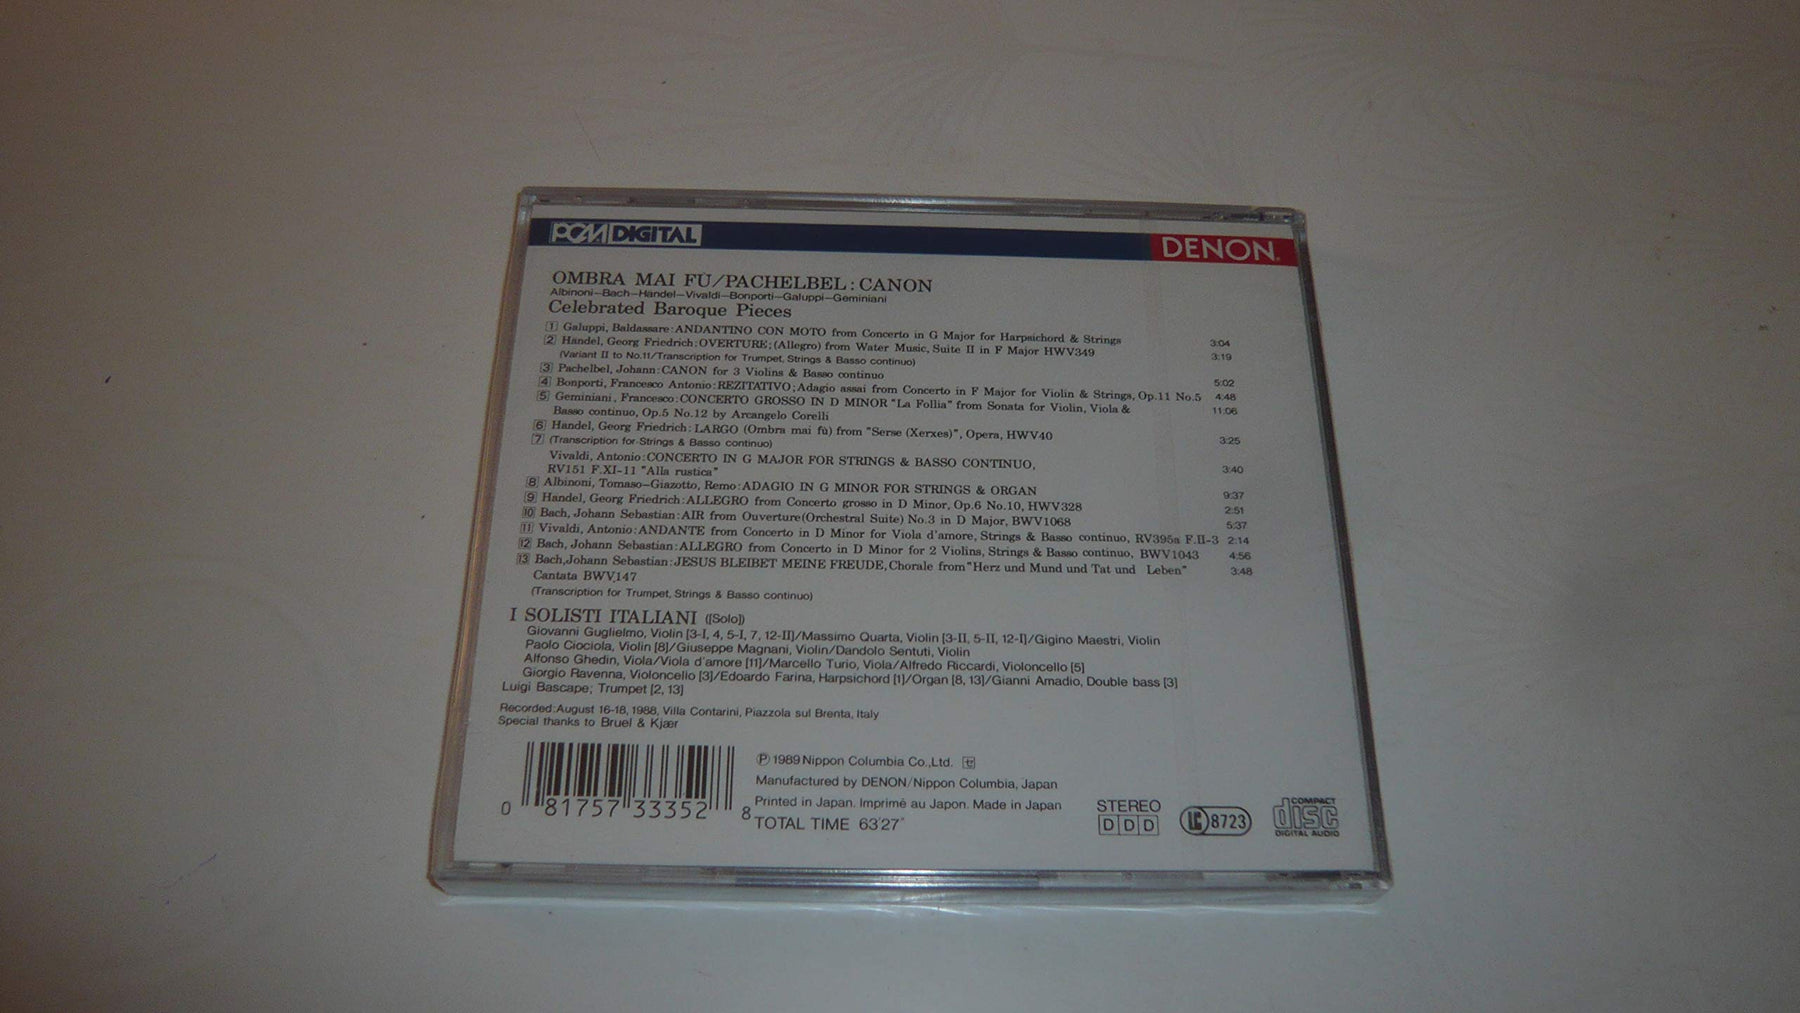 PCM DIGITAL
DENON
OMBRA MAI FÙ/PACHELBEL: CANON
Albinoni–Bach–Händel–Vivaldi–Bonporti–Galuppi–Geminiani
Celebrated Baroque Pieces
1 Galuppi, Baldassare: ANDANTINO CON MOTO from Concerto in G Major for Harpsichord & Strings 3:04
2 Handel, Georg Friedrich: OVERTURE; (Allegro) from Water Music, Suite II in F Major HWV349 3:19
(Variant II to No.11/Transcription for Trumpet, Strings & Basso continuo)
3 Pachelbel, Johann: CANON for 3 Violins & Basso continuo 5:02
4 Bonporti, Francesco Antonio: REZITATIVO; Adagio assai from Concerto in F Major for Violin & Strings, Op.11 No.5 4:48
5 Geminiani, Francesco: CONCERTO GROSSO IN D MINOR "La Follia" from Sonata for Violin, Viola & 11:06
Basso continuo, Op.5 No.12 by Arcangelo Corelli
6 Handel, Georg Friedrich: LARGO (Ombra mai fù) from "Serse (Xerxes)", Opera, HWV40 3:25
7 (Transcription for Strings & Basso continuo)
Vivaldi, Antonio: CONCERTO IN G MAJOR FOR STRINGS & BASSO CONTINUO,
RV151 F.XI-11 "Alla rustica" 3:40
8 Albinoni, Tomaso–Giazotto, Remo: ADAGIO IN G MINOR FOR STRINGS & ORGAN 9:37
9 Handel, Georg Friedrich: ALLEGRO from Concerto grosso in D Minor, Op.6 No.10, HWV328 2:51
10 Bach, Johann Sebastian: AIR from Ouverture (Orchestral Suite) No.3 in D Major, BWV1068 5:37
11 Vivaldi, Antonio: ANDANTE from Concerto in D Minor for Viola d'amore, Strings & Basso continuo, RV395a F.II-3 2:14
12 Bach, Johann Sebastian: ALLEGRO from Concerto in D Minor for 2 Violins, Strings & Basso continuo, BWV1043 4:56
13 Bach, Johann Sebastian: JESUS BLEIBET MEINE FREUDE, Chorale from "Herz und Mund und Tat und Leben" 3:48
Cantata BWV.147
(Transcription for Trumpet, Strings & Basso continuo)
I SOLISTI ITALIANI ([Solo])
Giovanni Guglielmo, Violin [3-I, 4, 5-I, 7, 12-II]/Massimo Quarta, Violin [3-II, 5-II, 12-I]/Gigino Maestri, Violin
Paolo Ciociola, Violin [8]/Giuseppe Magnani, Violin/Dandolo Sentuti, Violin
Alfonso Ghedin, Viola/Viola d'amore [11]/Marcello Turio, Viola/Alfredo Riccardi, Violoncello [5]
Giorgio Ravenna, Violoncello [3]/Edoardo Farina, Harpsichord [1]/Organ [8, 13]/Gianni Amadio, Double bass [3]
Luigi Bascape; Trumpet [2, 13]
Recorded: August 16-18, 1988, Villa Contarini, Piazzola sul Brenta, Italy
Special thanks to Bruel & Kjær
℗ 1989 Nippon Columbia Co.,Ltd. セ
Manufactured by DENON/Nippon Columbia, Japan
Printed in Japan. Imprimé au Japon. Made in Japan
TOTAL TIME 63'27"
0 81757 33352 8
STEREO
DDD
LC 8723
COMPACT
disc
DIGITAL AUDIO